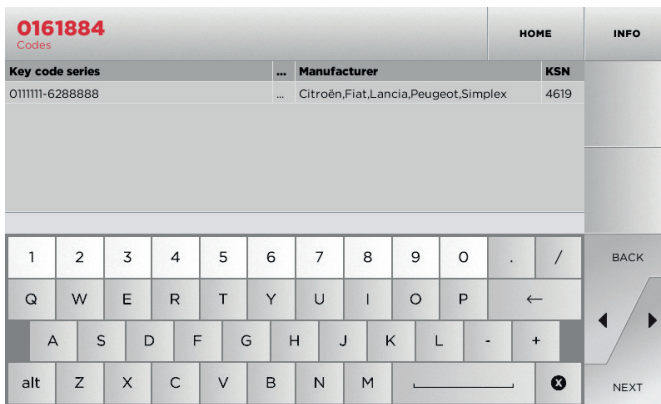 0161884
Codes
HOME
INFO
Key code series ... Manufacturer KSN
0111111-6288888 ... Citroën,Fiat,Lancia,Peugeot,Simplex 4619
1 2 3 4 5 6 7 8 9 0 . /
BACK
Q W E R T Y U I O P ←
A S D F G H J K L - +
alt Z X C V B N M X
NEXT